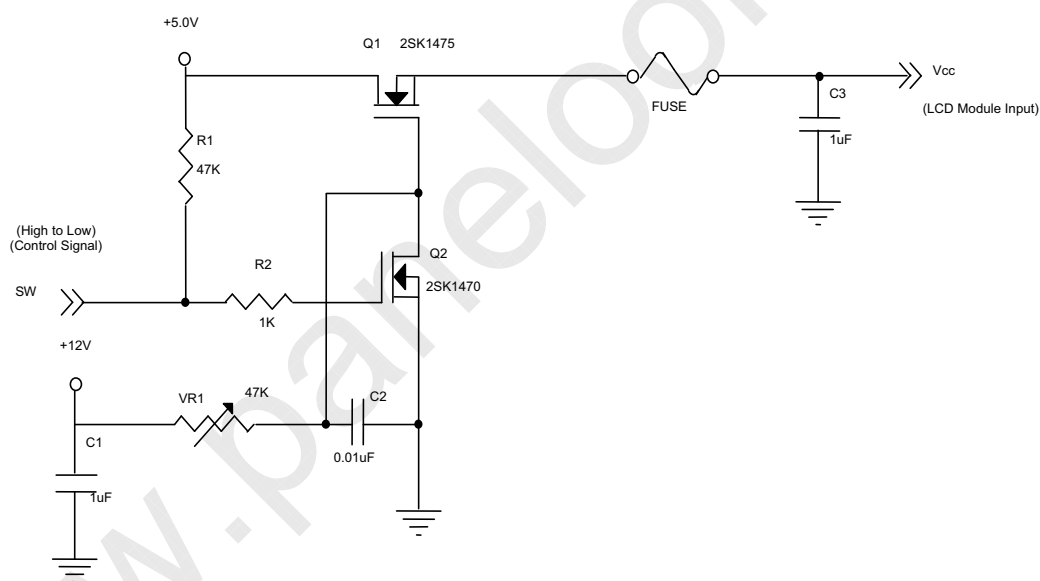 +5.0V
Q1 2SK1475
Vcc
FUSE
C3
(LCD Module Input)
R1
1uF
47K
(High to Low)
(Control Signal)
Q2
R2
SW
2SK1470
1K
+12V
VR1
47K
C2
C1
0.01uF
1uF
w.paneloo